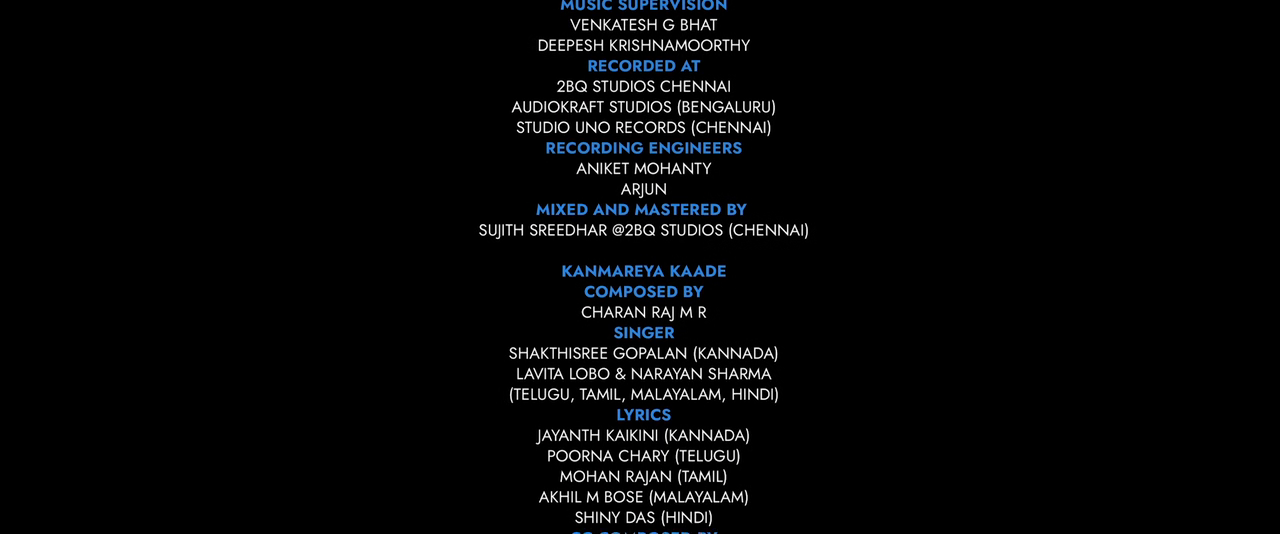 MUSIC SUPERVISION
VENKATESH G BHAT
DEEPESH KRISHNAMOORTHY
RECORDED AT
2BQ STUDIOS CHENNAI
AUDIOKRAFT STUDIOS (BENGALURU)
STUDIO UNO RECORDS (CHENNAI)
RECORDING ENGINEERS
ANIKET MOHANTY
ARJUN
MIXED AND MASTERED BY
SUJITH SREEDHAR @2BQ STUDIOS (CHENNAI)
KANMAREYA KAADE
COMPOSED BY
CHARAN RAJ M R
SINGER
SHAKTHISREE GOPALAN (KANNADA)
LAVITA LOBO & NARAYAN SHARMA
(TELUGU, TAMIL, MALAYALAM, HINDI)
LYRICS
JAYANTH KAIKINI (KANNADA)
POORNA CHARY (TELUGU)
MOHAN RAJAN (TAMIL)
AKHIL M BOSE (MALAYALAM)
SHINY DAS (HINDI)